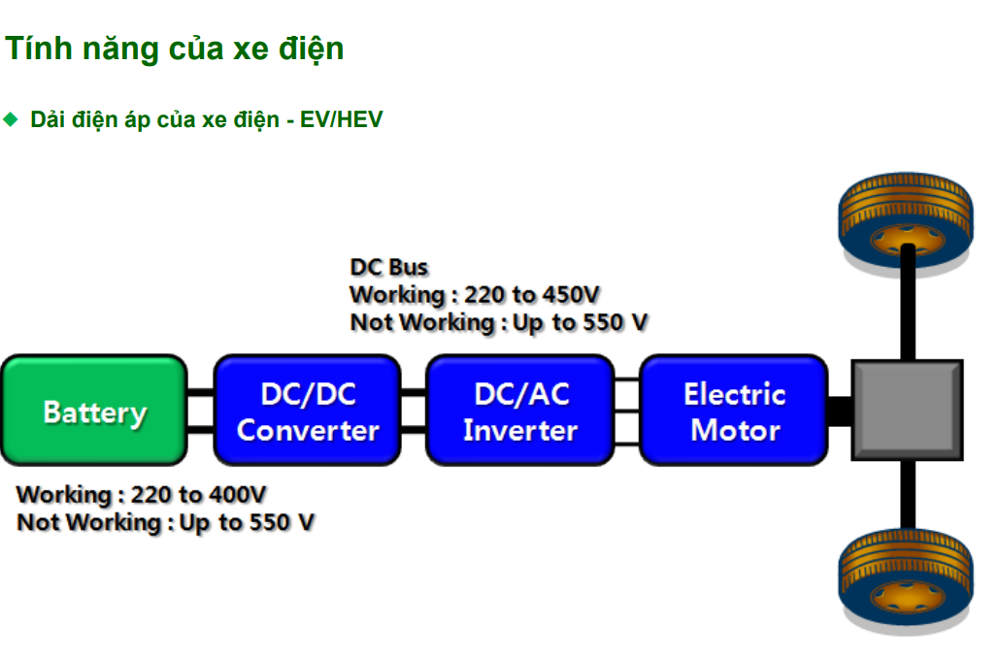 Tính năng của xe điện
Dải điện áp của xe điện - EV/HEV
DC Bus
Working : 220 to 450V
Not Working : Up to 550 V
Battery
DC/DC
Converter
DC/AC
Inverter
Electric
Motor
Working : 220 to 400V
Not Working : Up to 550 V